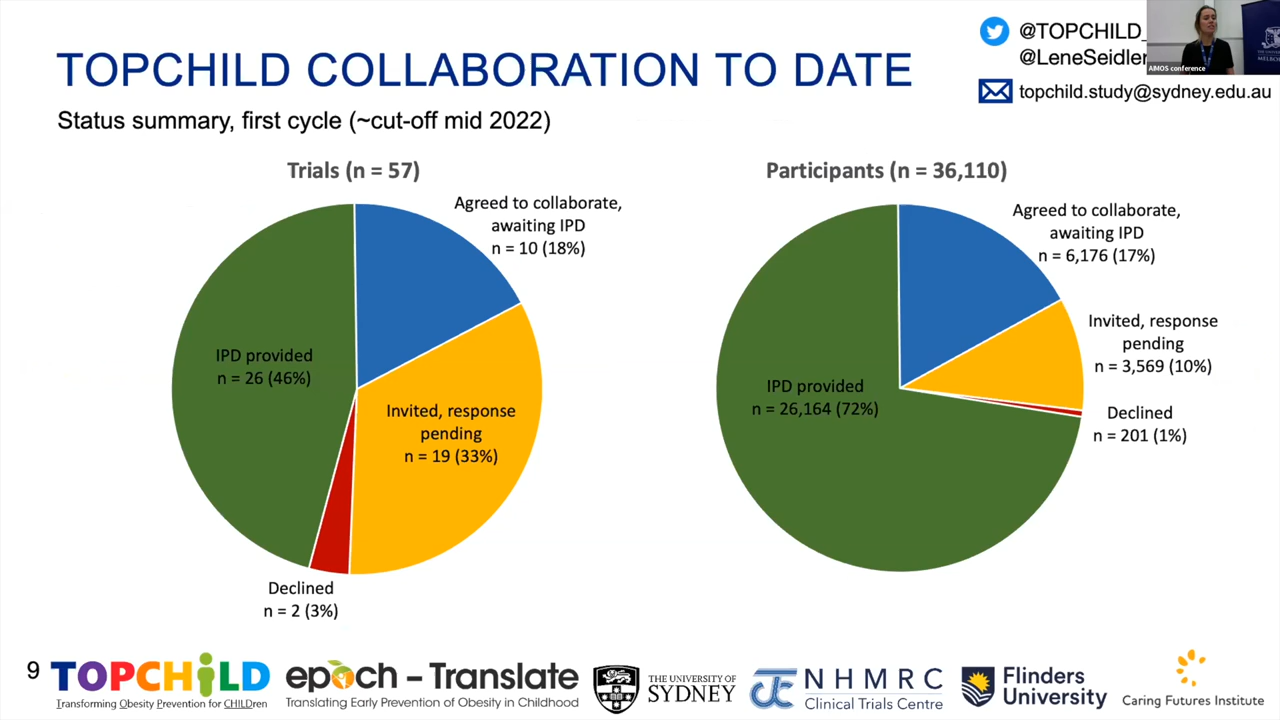 TOPCHILD COLLABORATION TO DATE
@TOPCHILD_
@LeneSeidler
topchild.study@sydney.edu.au
AIMOS conference
Status summary, first cycle (~cut-off mid 2022)
Trials (n = 57)
Agreed to collaborate,
awaiting IPD
n = 10 (18%)
IPD provided
n = 26 (46%)
Invited, response
pending
n = 19 (33%)
Declined
n = 2 (3%)
Participants (n = 36,110)
Agreed to collaborate,
awaiting IPD
n = 6,176 (17%)
Invited, response
pending
n = 3,569 (10%)
IPD provided
n = 26,164 (72%)
Declined
n = 201 (1%)
9
TOPCHiLD
Transforming Obesity Prevention for CHILDren
epoch – Translate
Translating Early Prevention of Obesity in Childhood
THE UNIVERSITY OF
SYDNEY
NHMRC
Clinical Trials Centre
Flinders
University
Caring Futures Institute